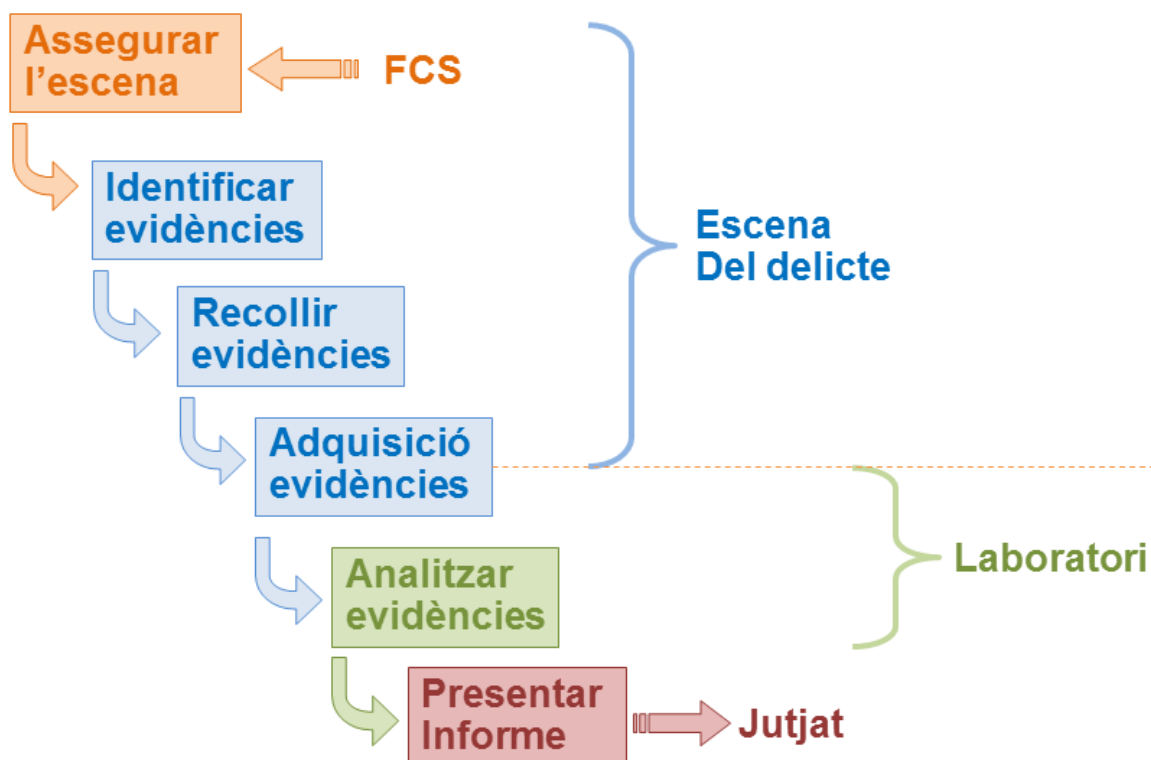 Assegurar
l’escena
FCS
Identificar
evidències
Escena
Del delicte
Recollir
evidències
Adquisició
evidències
Analitzar
evidències
Laboratori
Presentar
Informe
Jutjat